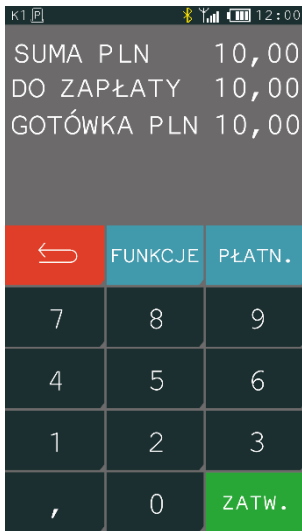 K1 P 12:00
SUMA PLN 10,00
DO ZAPŁATY 10,00
GOTÓWKA PLN 10,00
FUNKCJE PŁATN.
7 8 9
4 5 6
1 2 3
, 0 ZATW.